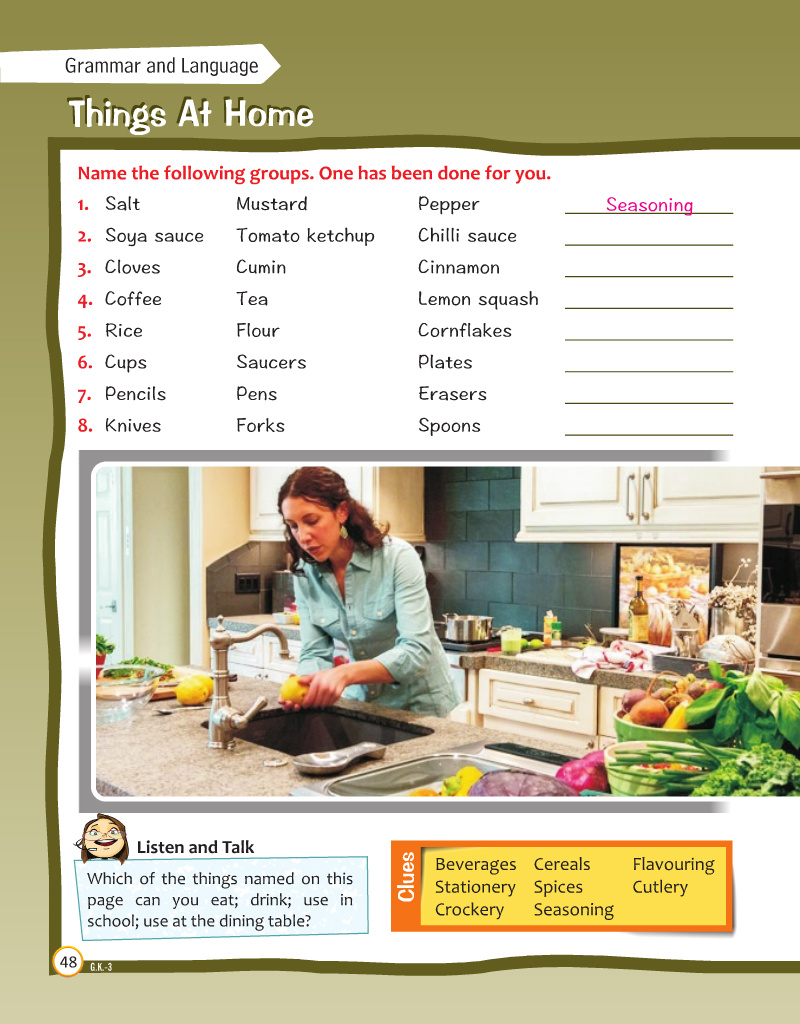 Grammar and Language
Things At Home
Name the following groups. One has been done for you.
1. Salt Mustard Pepper Seasoning
2. Soya sauce Tomato ketchup Chilli sauce
3. Cloves Cumin Cinnamon
4. Coffee Tea Lemon squash
5. Rice Flour Cornflakes
6. Cups Saucers Plates
7. Pencils Pens Erasers
8. Knives Forks Spoons
Listen and Talk
Which of the things named on this
page can you eat; drink; use in
school; use at the dining table?
Clues
Beverages Cereals Flavouring
Stationery Spices Cutlery
Crockery Seasoning
48 G.K.-3